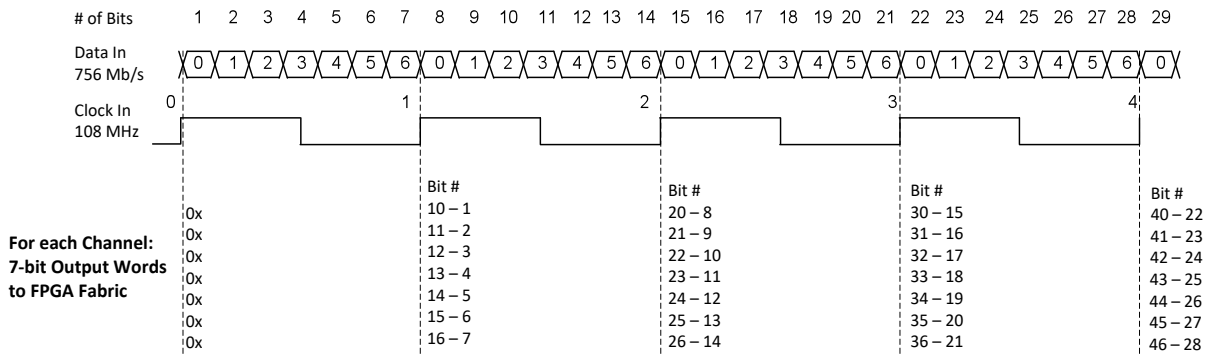 # of Bits 1 2 3 4 5 6 7 8 9 10 11 12 13 14 15 16 17 18 19 20 21 22 23 24 25 26 27 28 29
Data In
756 Mb/s
0 1 2 3 4 5 6 0 1 2 3 4 5 6 0 1 2 3 4 5 6 0 1 2 3 4 5 6 0
0 1 2 3 4
Clock In
108 MHz
For each Channel:
7-bit Output Words
to FPGA Fabric
0x
0x
0x
0x
0x
0x
0x
Bit #
10 – 1
11 – 2
12 – 3
13 – 4
14 – 5
15 – 6
16 – 7
Bit #
20 – 8
21 – 9
22 – 10
23 – 11
24 – 12
25 – 13
26 – 14
Bit #
30 – 15
31 – 16
32 – 17
33 – 18
34 – 19
35 – 20
36 – 21
Bit #
40 – 22
41 – 23
42 – 24
43 – 25
44 – 26
45 – 27
46 – 28